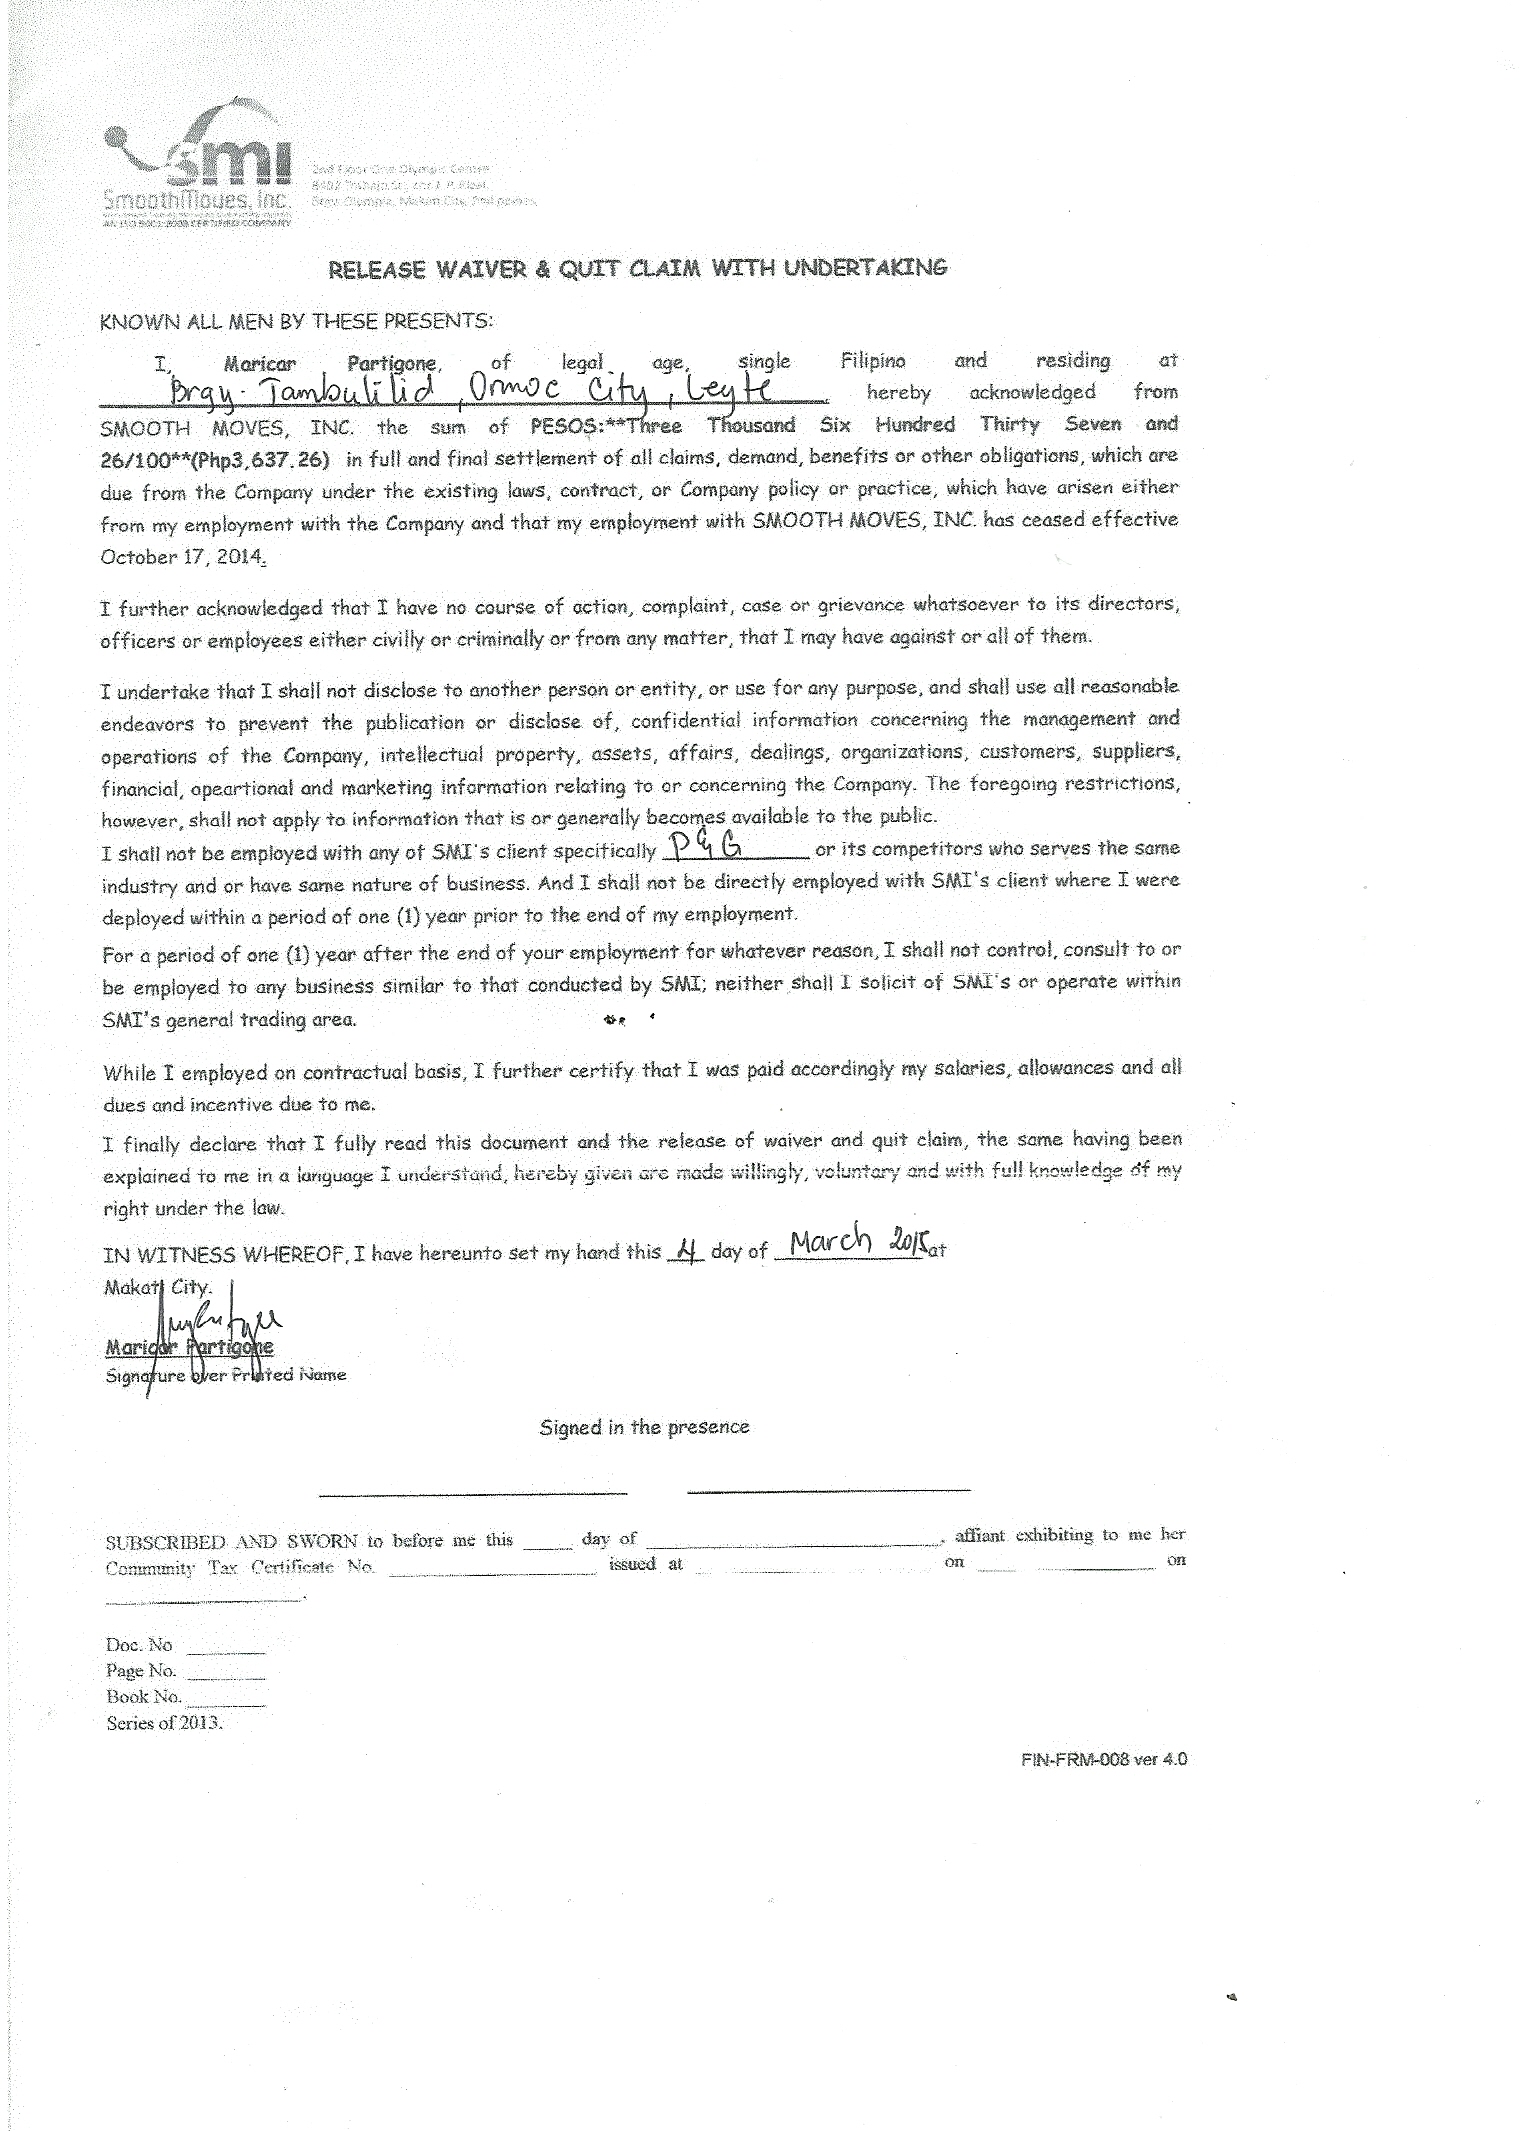 smi
SmoothMoves, Inc.
AN ISO 9001:2008 CERTIFIED COMPANY
2nd Floor One Olympic Center
Brgy Olympia, Makati City, Philippines
RELEASE WAIVER & QUIT CLAIM WITH UNDERTAKING
KNOWN ALL MEN BY THESE PRESENTS:
I, Maricar Partigone, of legal age, single Filipino and residing at
Brgy. Tambulilid, Ormoc City, Leyte hereby acknowledged from
SMOOTH MOVES, INC. the sum of PESOS:**Three Thousand Six Hundred Thirty Seven and
26/100**(Php3,637.26) in full and final settlement of all claims, demand, benefits or other obligations, which are
due from the Company under the existing laws, contract, or Company policy or practice, which have arisen either
from my employment with the Company and that my employment with SMOOTH MOVES, INC. has ceased effective
October 17, 2014.
I further acknowledged that I have no course of action, complaint, case or grievance whatsoever to its directors,
officers or employees either civilly or criminally or from any matter, that I may have against or all of them.
I undertake that I shall not disclose to another person or entity, or use for any purpose, and shall use all reasonable
endeavors to prevent the publication or disclose of, confidential information concerning the management and
operations of the Company, intellectual property, assets, affairs, dealings, organizations, customers, suppliers,
financial, opeartional and marketing information relating to or concerning the Company. The foregoing restrictions,
however, shall not apply to information that is or generally becomes available to the public.
I shall not be employed with any of SMI's client specifically P&G or its competitors who serves the same
industry and or have same nature of business. And I shall not be directly employed with SMI's client where I were
deployed within a period of one (1) year prior to the end of my employment.
For a period of one (1) year after the end of your employment for whatever reason, I shall not control, consult to or
be employed to any business similar to that conducted by SMI; neither shall I solicit of SMI's or operate within
SMI's general trading area.
While I employed on contractual basis, I further certify that I was paid accordingly my salaries, allowances and all
dues and incentive due to me.
I finally declare that I fully read this document and the release of waiver and quit claim, the same having been
explained to me in a language I understand, hereby given are made willingly, voluntary and with full knowledge of my
right under the law.
IN WITNESS WHEREOF, I have hereunto set my hand this 4 day of March 2015 at
Makati City.
Maricar Partigone
Signature over Printed Name
Signed in the presence
SUBSCRIBED AND SWORN to before me this _____ day of _____, affiant exhibiting to me her
Community Tax Certificate No. _____ issued at _____ on _____ on
_____.
Doc. No _____
Page No. _____
Book No. _____
Series of 2013.
FIN-FRM-008 ver 4.0